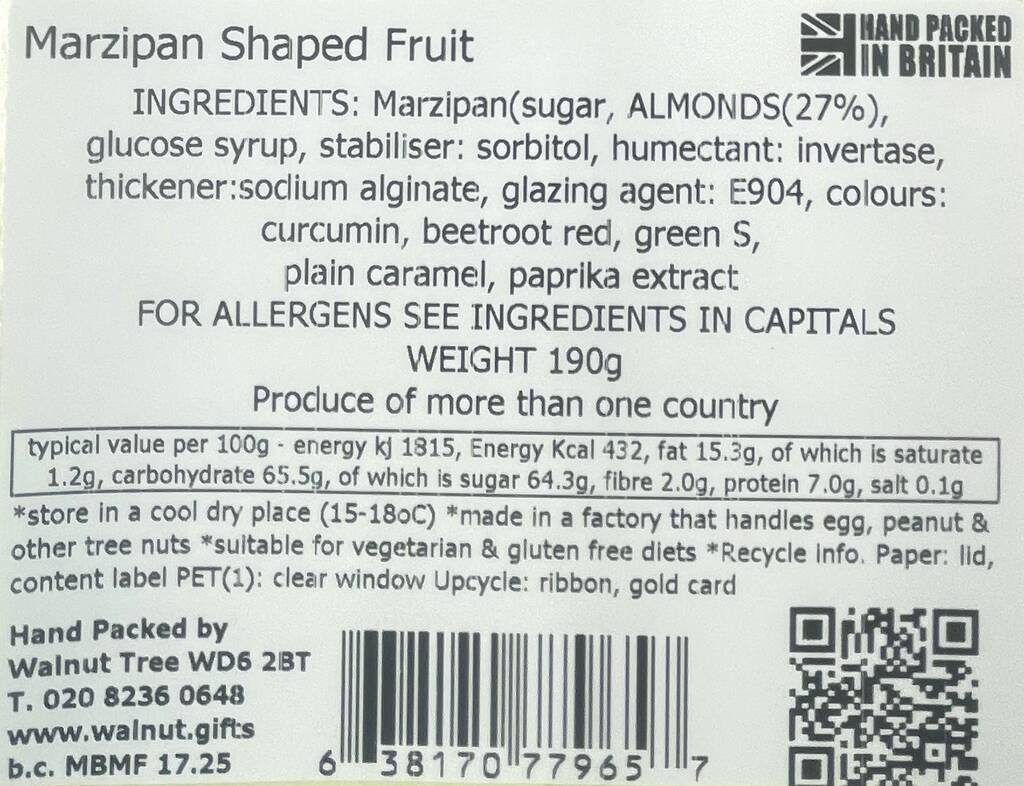 Marzipan Shaped Fruit
HAND PACKED
IN BRITAIN
INGREDIENTS: Marzipan(sugar, ALMONDS(27%),
glucose syrup, stabiliser: sorbitol, humectant: invertase,
thickener:sodium alginate, glazing agent: E904, colours:
curcumin, beetroot red, green S,
plain caramel, paprika extract
FOR ALLERGENS SEE INGREDIENTS IN CAPITALS
WEIGHT 190g
Produce of more than one country
typical value per 100g - energy kj 1815, Energy Kcal 432, fat 15.3g, of which is saturate
1.2g, carbohydrate 65.5g, of which is sugar 64.3g, fibre 2.0g, protein 7.0g, salt 0.1g
*store in a cool dry place (15-18oC) *made in a factory that handles egg, peanut &
other tree nuts *suitable for vegetarian & gluten free diets *Recycle info. Paper: lid,
content label PET(1): clear window Upcycle: ribbon, gold card
Hand Packed by
Walnut Tree WD6 2BT
T. 020 8236 0648
www.walnut.gifts
b.c. MBMF 17.25
6 38170 77965 7